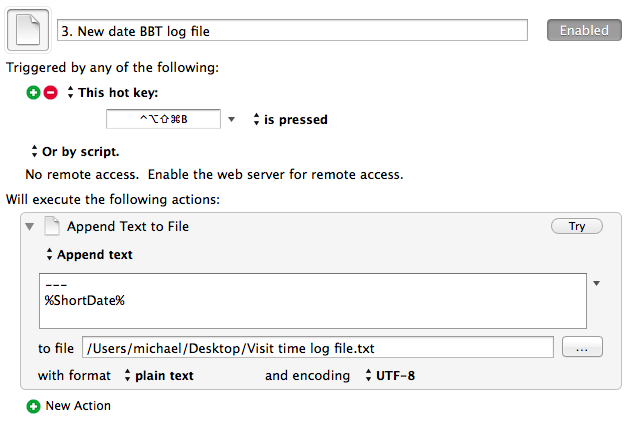 3. New date BBT log file
Enabled
Triggered by any of the following:
This hot key:
^⌥⇧⌘B
is pressed
Or by script.
No remote access. Enable the web server for remote access.
Will execute the following actions:
Append Text to File
Try
Append text
---
%ShortDate%
to file /Users/michael/Desktop/Visit time log file.txt ...
with format plain text and encoding UTF-8
New Action